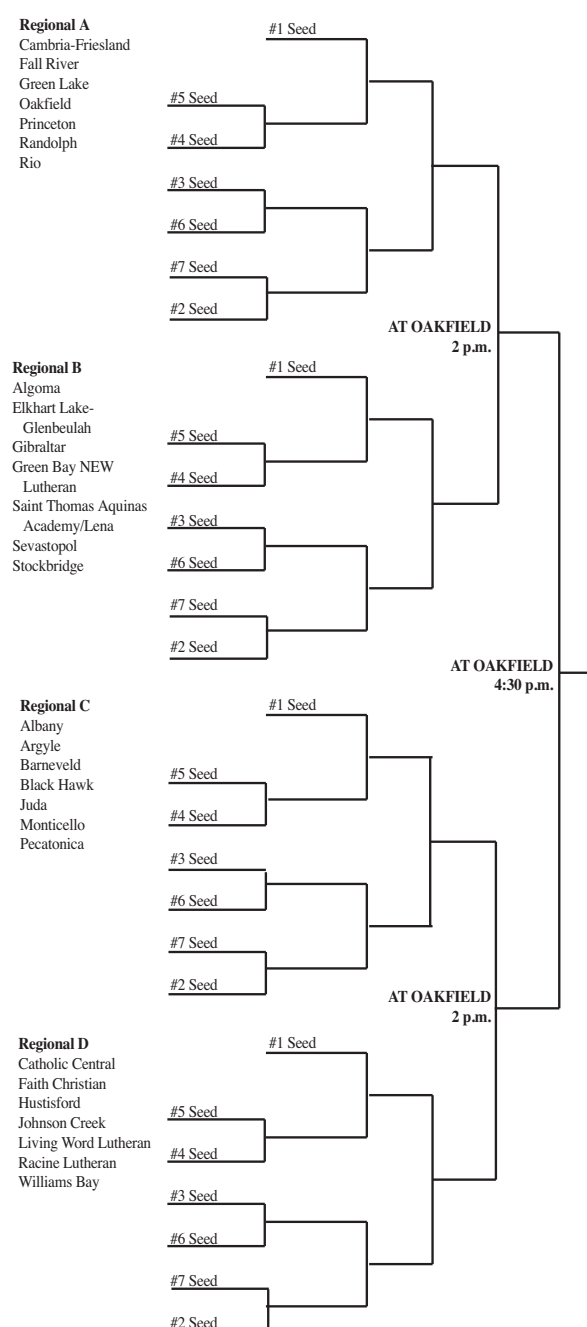 Regional A
Cambria-Friesland
Fall River
Green Lake
Oakfield
Princeton
Randolph
Rio
#1 Seed
#5 Seed
#4 Seed
#3 Seed
#6 Seed
#7 Seed
#2 Seed
AT OAKFIELD
2 p.m.
Regional B
Algoma
Elkhart Lake-
Glenbeulah
Gibraltar
Green Bay NEW
Lutheran
Saint Thomas Aquinas
Academy/Lena
Sevastopol
Stockbridge
#1 Seed
#5 Seed
#4 Seed
#3 Seed
#6 Seed
#7 Seed
#2 Seed
AT OAKFIELD
4:30 p.m.
Regional C
Albany
Argyle
Barneveld
Black Hawk
Juda
Monticello
Pecatonica
#1 Seed
#5 Seed
#4 Seed
#3 Seed
#6 Seed
#7 Seed
#2 Seed
AT OAKFIELD
2 p.m.
Regional D
Catholic Central
Faith Christian
Hustisford
Johnson Creek
Living Word Lutheran
Racine Lutheran
Williams Bay
#1 Seed
#5 Seed
#4 Seed
#3 Seed
#6 Seed
#7 Seed
#2 Seed